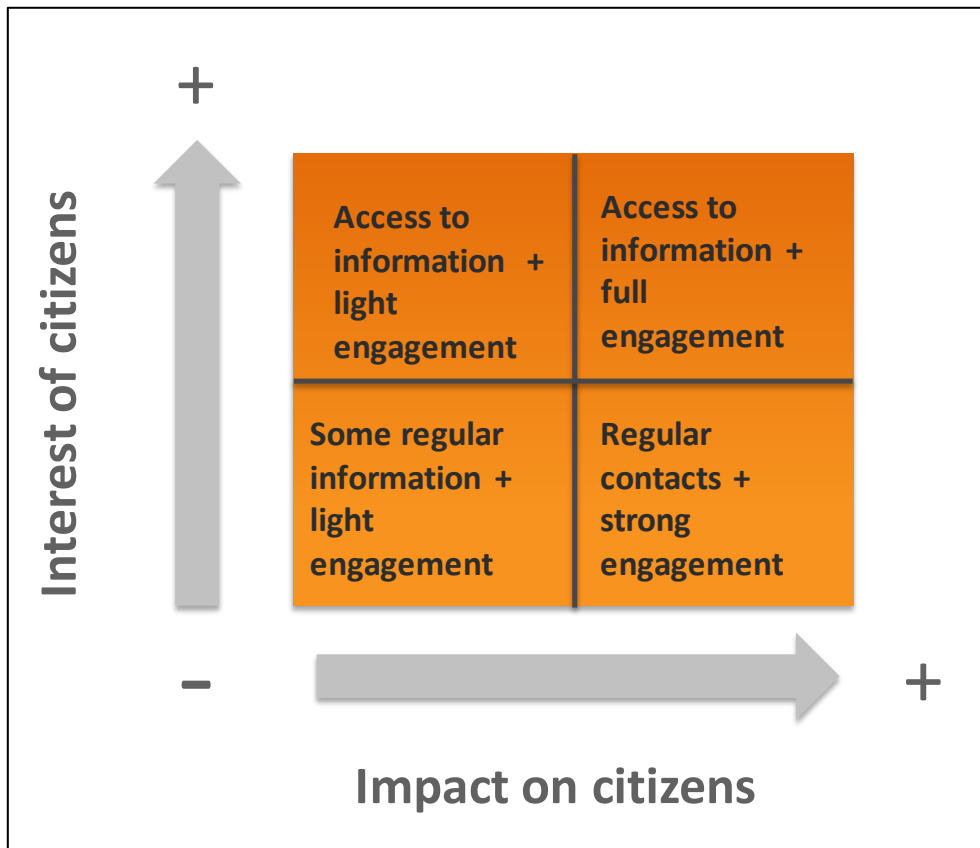 +
Interest of citizens
Access to
information +
light
engagement
Access to
information +
full
engagement
Some regular
information +
light
engagement
Regular
contacts +
strong
engagement
-
+
Impact on citizens